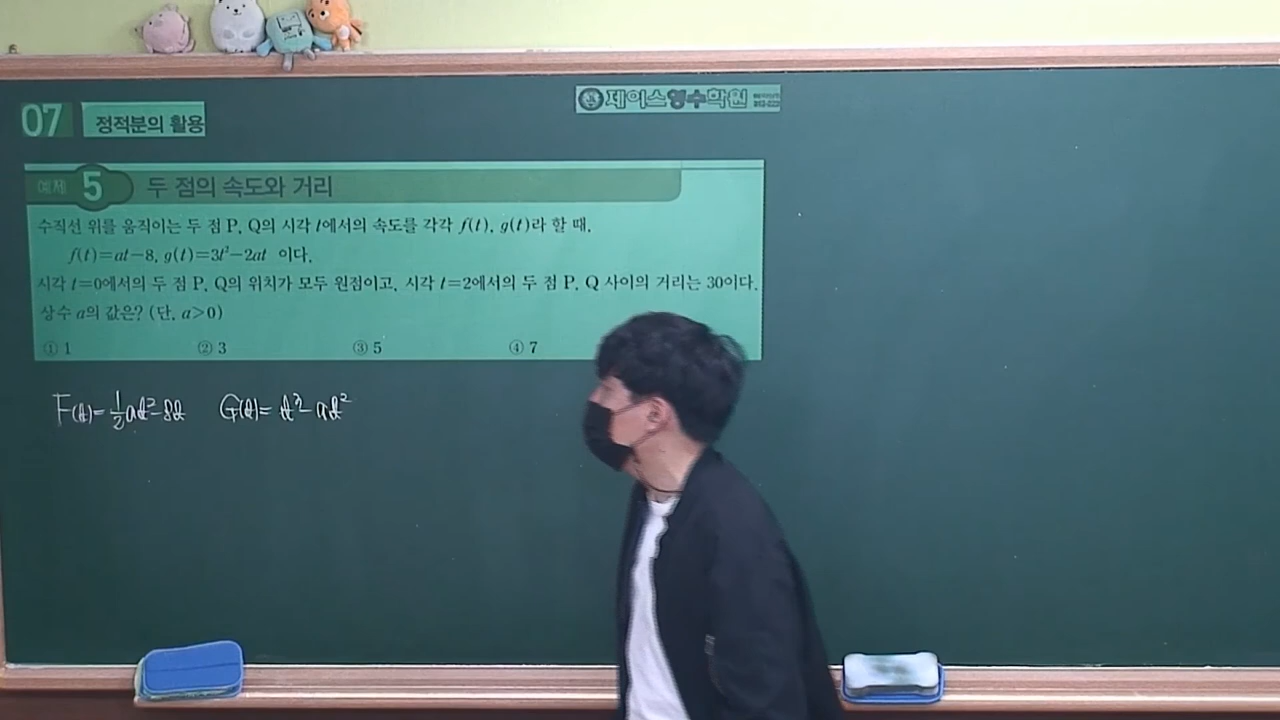 07 정적분의 활용
제이스영수학원
예제 5 두 점의 속도와 거리
수직선 위를 움직이는 두 점 P, Q의 시각 t에서의 속도를 각각 f(t), g(t)라 할 때,
f(t)=at-8, g(t)=3t²-2at 이다.
시각 t=0에서의 두 점 P, Q의 위치가 모두 원점이고, 시각 t=2에서의 두 점 P, Q 사이의 거리는 30이다.
상수 a의 값은? (단, a>0)
① 1 ② 3 ③ 5 ④ 7
F(t)=½at²-8t G(t)=t³-at²